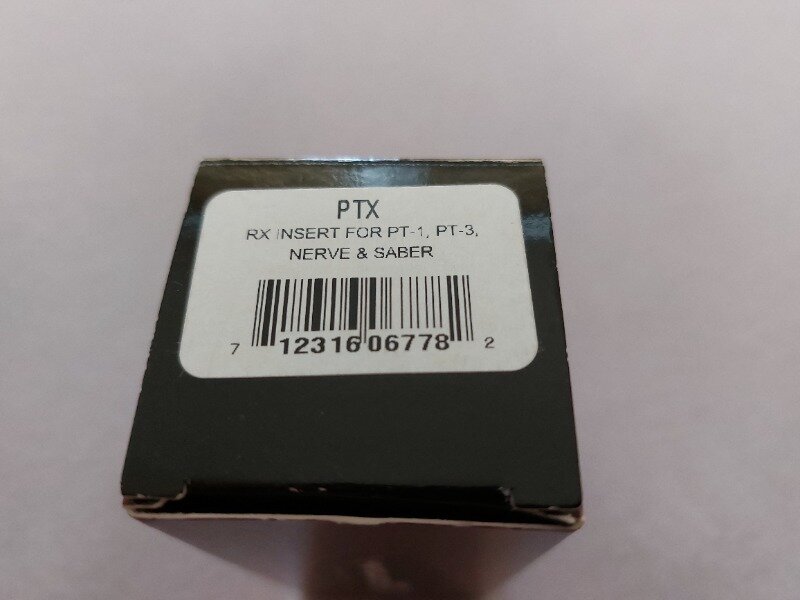 PTX
RX INSERT FOR PT-1, PT-3,
NERVE & SABER
7 12316 06778 2